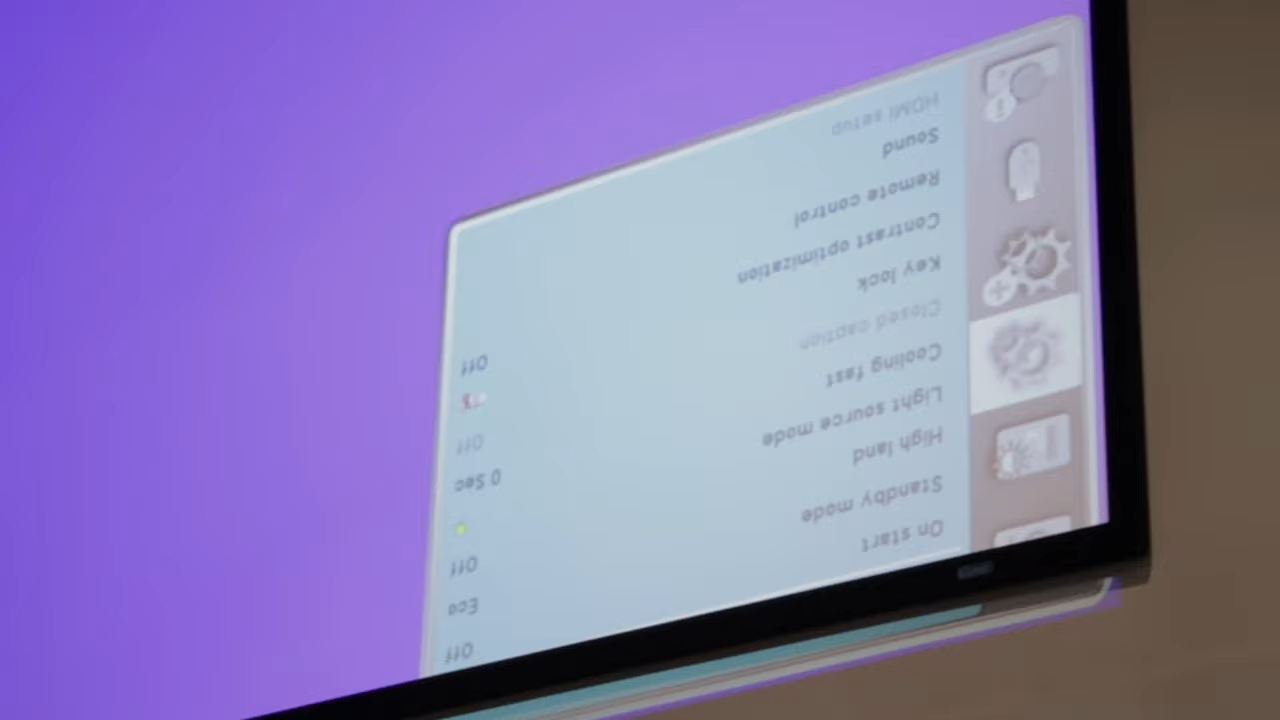 On start Off
Standby mode Eco
High land Off
Light source mode
Cooling fast 0 Sec
Closed caption Off
Key lock
Contrast optimization Off
Remote control
Sound
HDMI setup